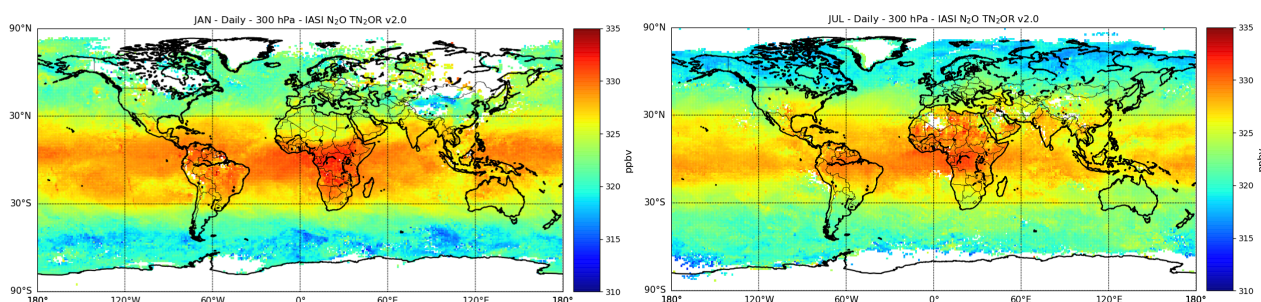 JAN - Daily - 300 hPa - IASI N₂O TN₂OR v2.0
90°N
30°N
30°S
90°S
180° 120°W 60°W 0° 60°E 120°E 180°
335
330
325
320
315
310
ppbv
JUL - Daily - 300 hPa - IASI N₂O TN₂OR v2.0
90°N
30°N
30°S
90°S
180° 120°W 60°W 0° 60°E 120°E 180°
335
330
325
320
315
310